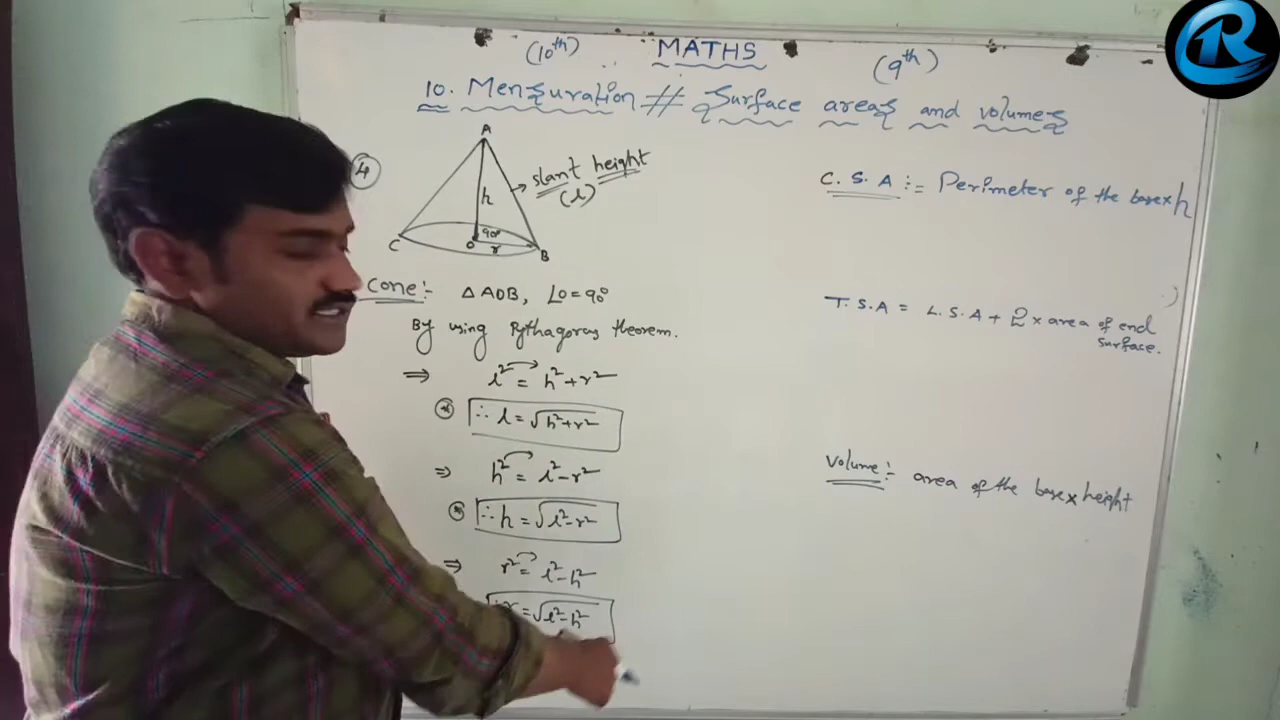 (10th) MATHS (9th)
10. Mensuration // Surface areas and volumes
4
A
slant height
(l)
h
90°
C O r B
Cone:- △AOB, ∠O=90°
By using Pythagoras theorem.
⇒ l² = h²+r²
∴ l = √h²+r²
⇒ h² = l²-r²
∴ h = √l²-r²
⇒ r² = l²-h²
∴ r = √l²-h²
C.S.A :- Perimeter of the base x h
T.S.A = L.S.A + 2 x area of end
surface.
Volume:- area of the base x height
R